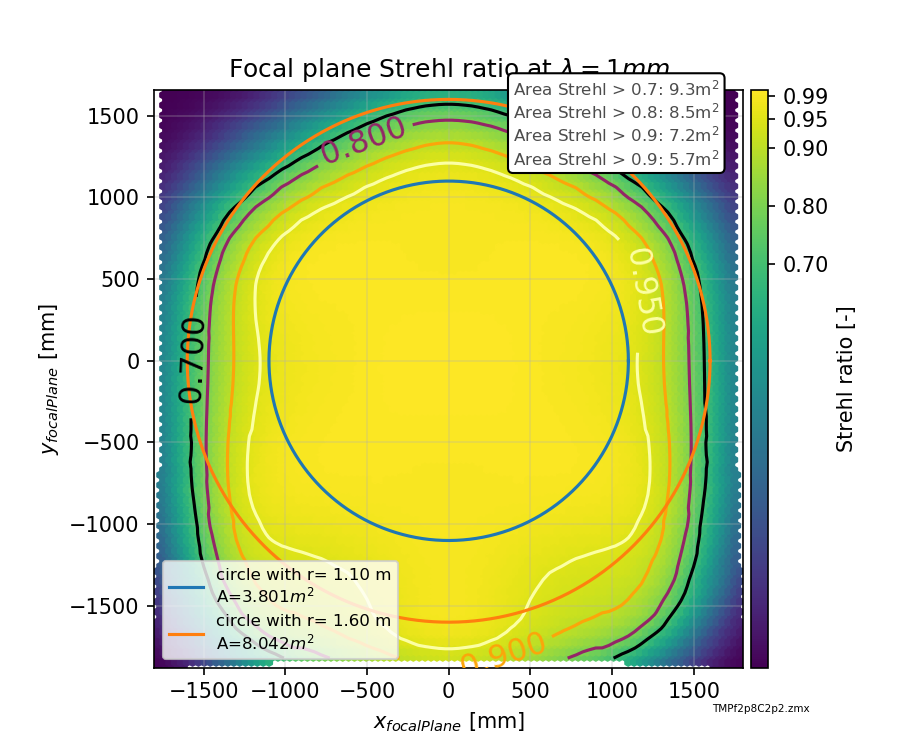 Focal plane Strehl ratio at λ = 1mm
Area Strehl > 0.7: 9.3m²
Area Strehl > 0.8: 8.5m²
Area Strehl > 0.9: 7.2m²
Area Strehl > 0.9: 5.7m²
0.800
0.950
0.700
0.900
1500
1000
500
0
−500
−1000
−1500
y_focalPlane [mm]
circle with r= 1.10 m
A=3.801m²
circle with r= 1.60 m
A=8.042m²
−1500 −1000 −500 0 500 1000 1500
x_focalPlane [mm]
0.99
0.95
0.90
0.80
0.70
Strehl ratio [-]
TMPf2p8C2p2.zmx